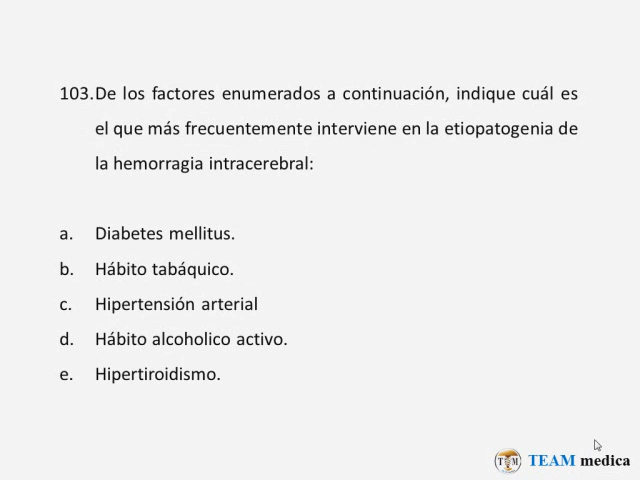 103.De los factores enumerados a continuación, indique cuál es
el que más frecuentemente interviene en la etiopatogenia de
la hemorragia intracerebral:
a. Diabetes mellitus.
b. Hábito tabáquico.
c. Hipertensión arterial
d. Hábito alcoholico activo.
e. Hipertiroidismo.
TEAM medica